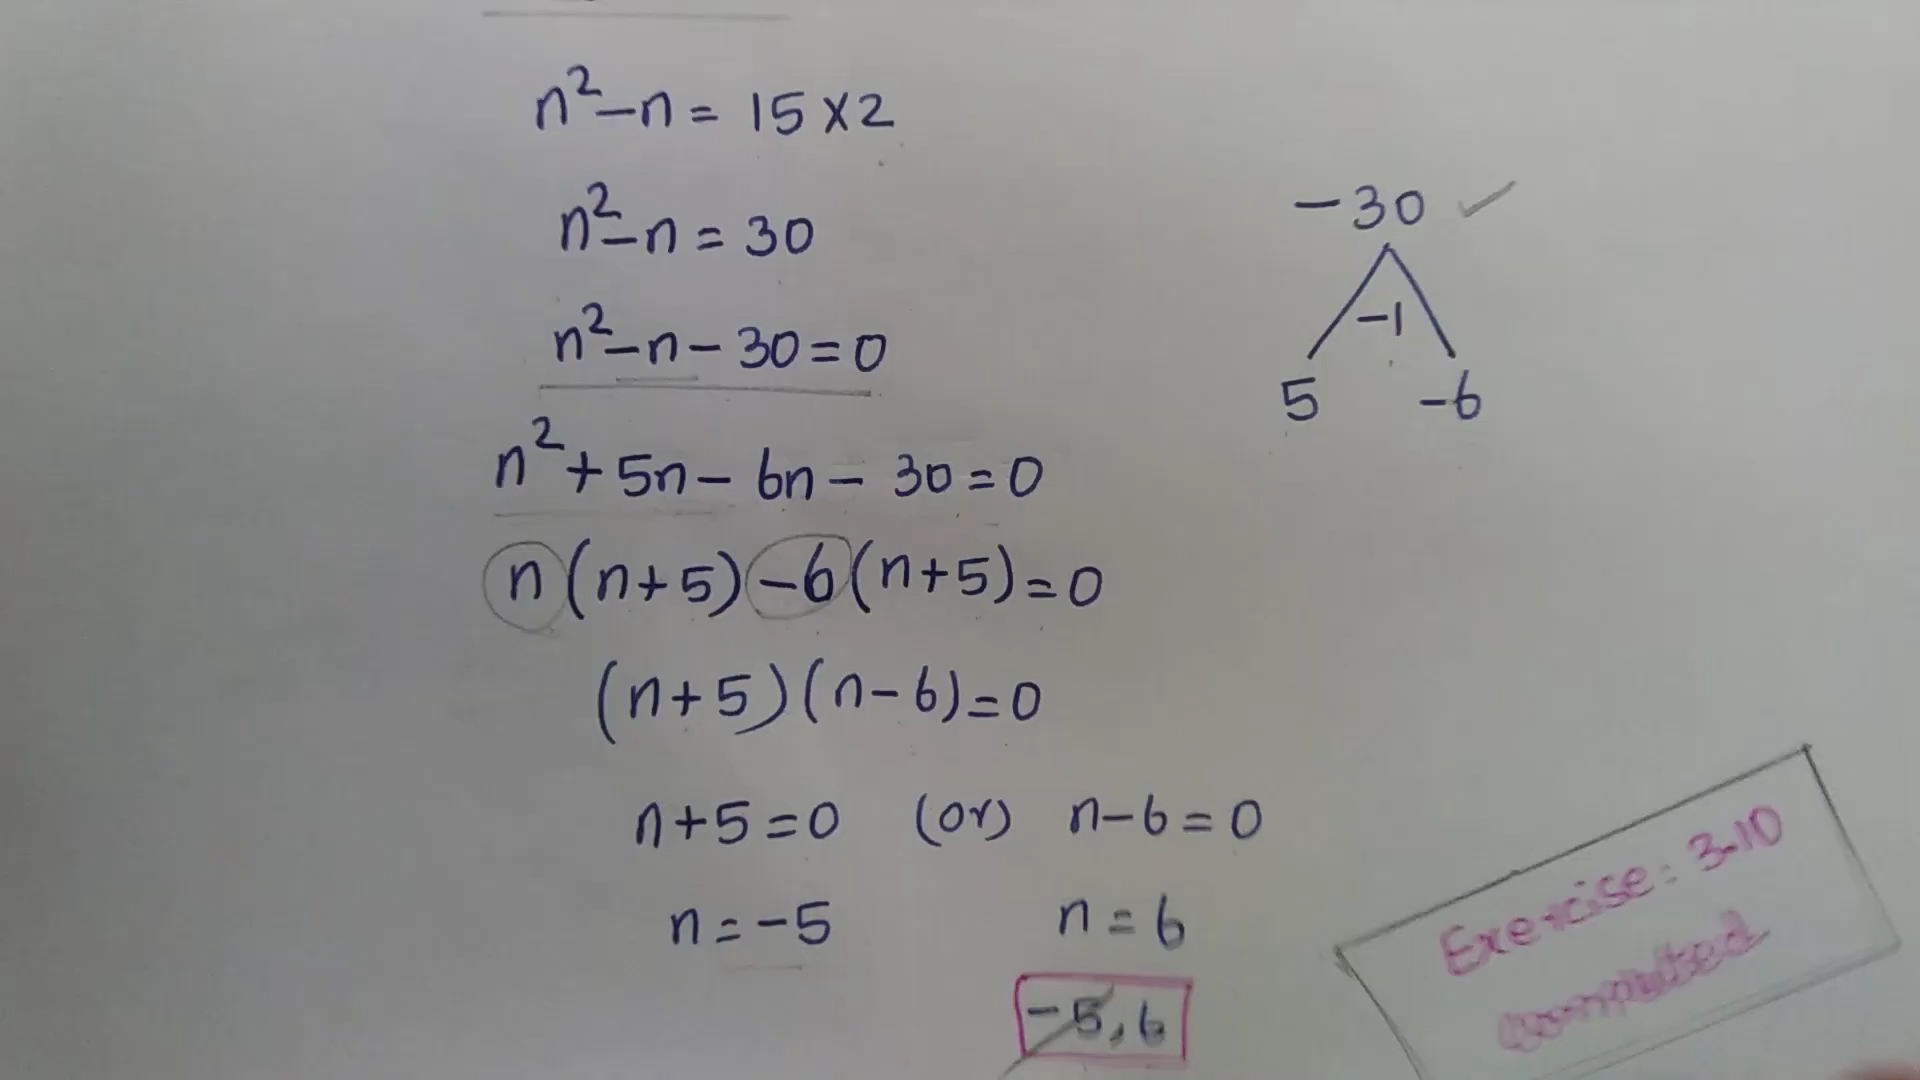 n²-n = 15 x 2
n²-n = 30
n²-n-30=0
-30 ✓
-1
5 -6
n²+5n-6n-30=0
n(n+5)-6(n+5)=0
(n+5)(n-6)=0
n+5=0 (or) n-6=0
n=-5 n=6
-5,6
Exercise: 3.10